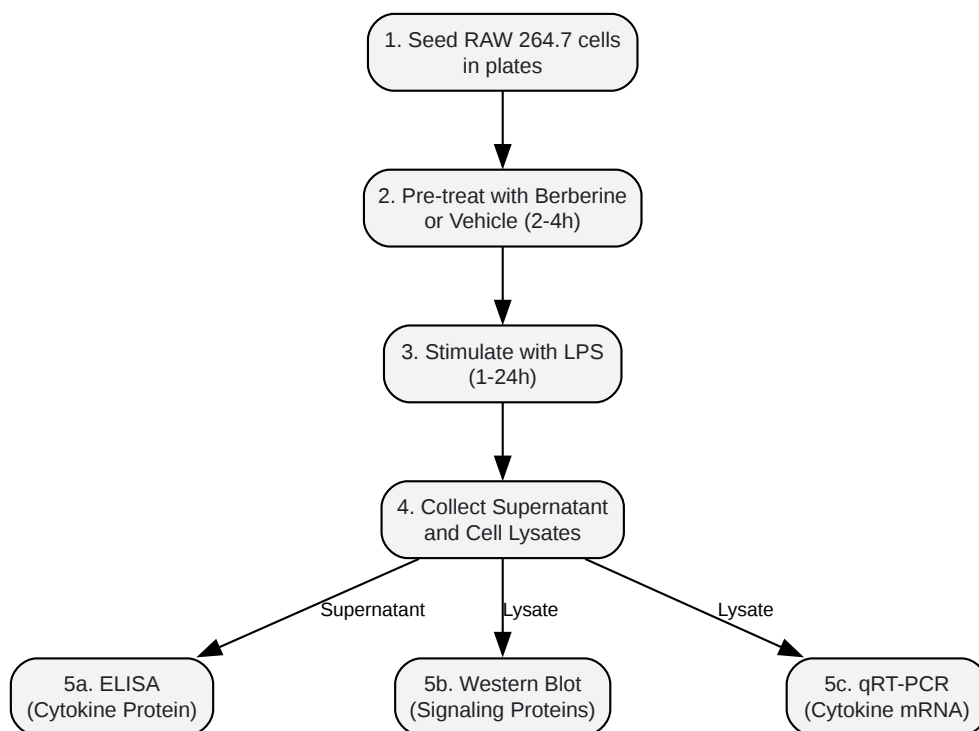 1. Seed RAW 264.7 cells
in plates
2. Pre-treat with Berberine
or Vehicle (2-4h)
3. Stimulate with LPS
(1-24h)
4. Collect Supernatant
and Cell Lysates
Supernatant
Lysate
Lysate
5a. ELISA
(Cytokine Protein)
5b. Western Blot
(Signaling Proteins)
5c. qRT-PCR
(Cytokine mRNA)